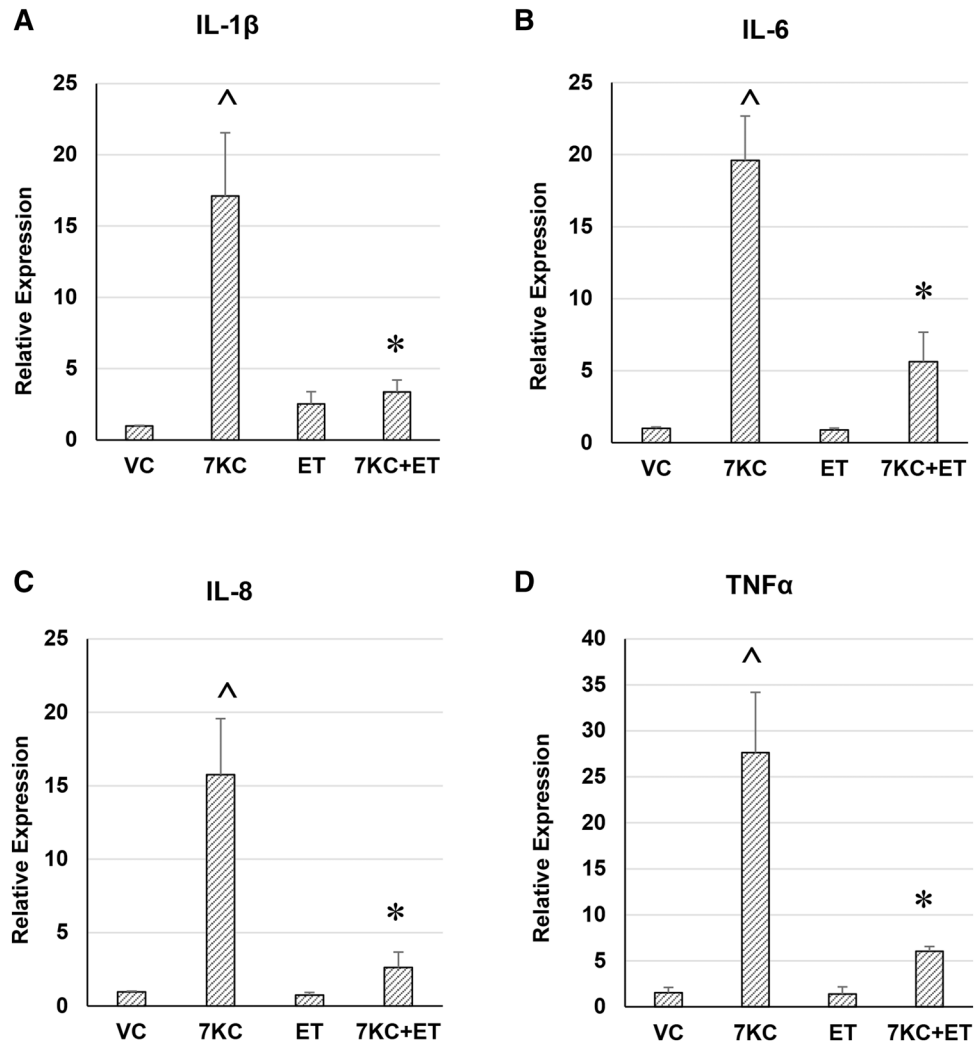 A
IL-1β
Relative Expression
25
20
15
10
5
0
^
*
VC 7KC ET 7KC+ET
B
IL-6
Relative Expression
25
20
15
10
5
0
^
*
VC 7KC ET 7KC+ET
C
IL-8
Relative Expression
25
20
15
10
5
0
^
*
VC 7KC ET 7KC+ET
D
TNFα
Relative Expression
40
35
30
25
20
15
10
5
0
^
*
VC 7KC ET 7KC+ET